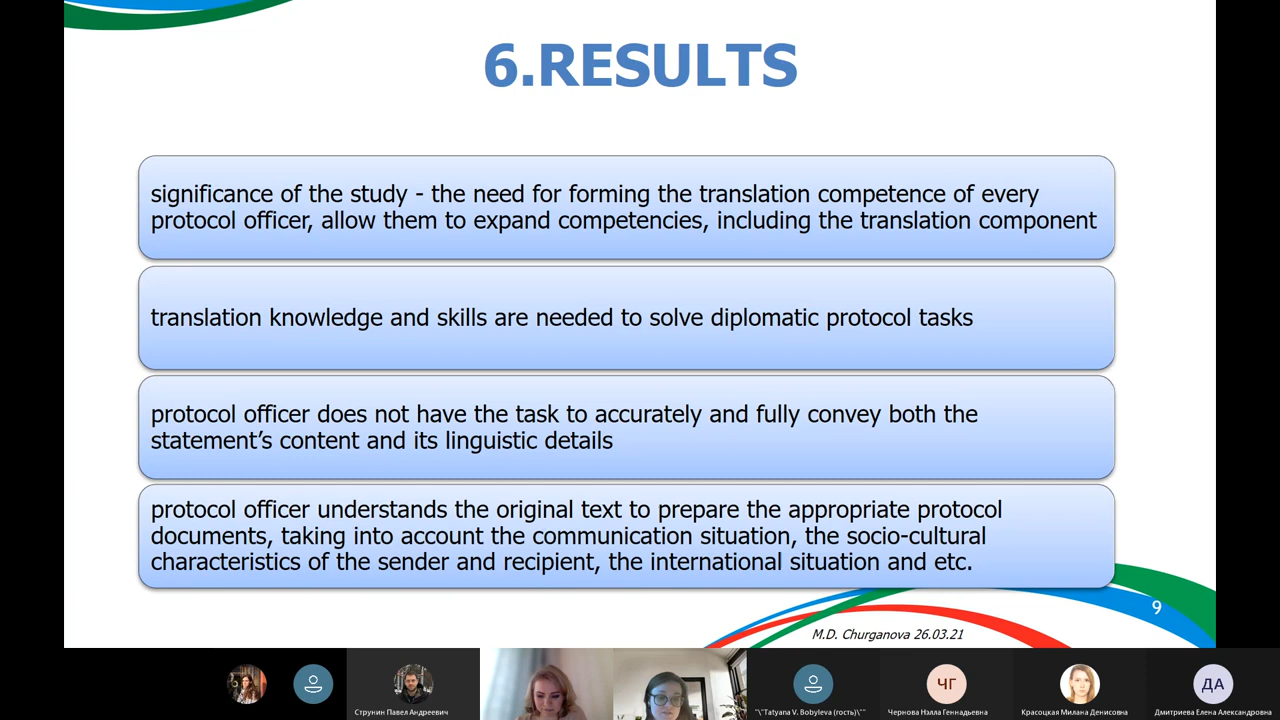 6.RESULTS
significance of the study - the need for forming the translation competence of every
protocol officer, allow them to expand competencies, including the translation component
translation knowledge and skills are needed to solve diplomatic protocol tasks
protocol officer does not have the task to accurately and fully convey both the
statement’s content and its linguistic details
protocol officer understands the original text to prepare the appropriate protocol
documents, taking into account the communication situation, the socio-cultural
characteristics of the sender and recipient, the international situation and etc.
9
M.D. Churganova 26.03.21
ЧГ
ДА
Струнин Павел Андреевич
"\"Tatyana V. Bobyleva (гость)\""
Чернова Нэлла Геннадьевна
Красоцкая Милана Денисовна
Дмитриева Елена Александровна